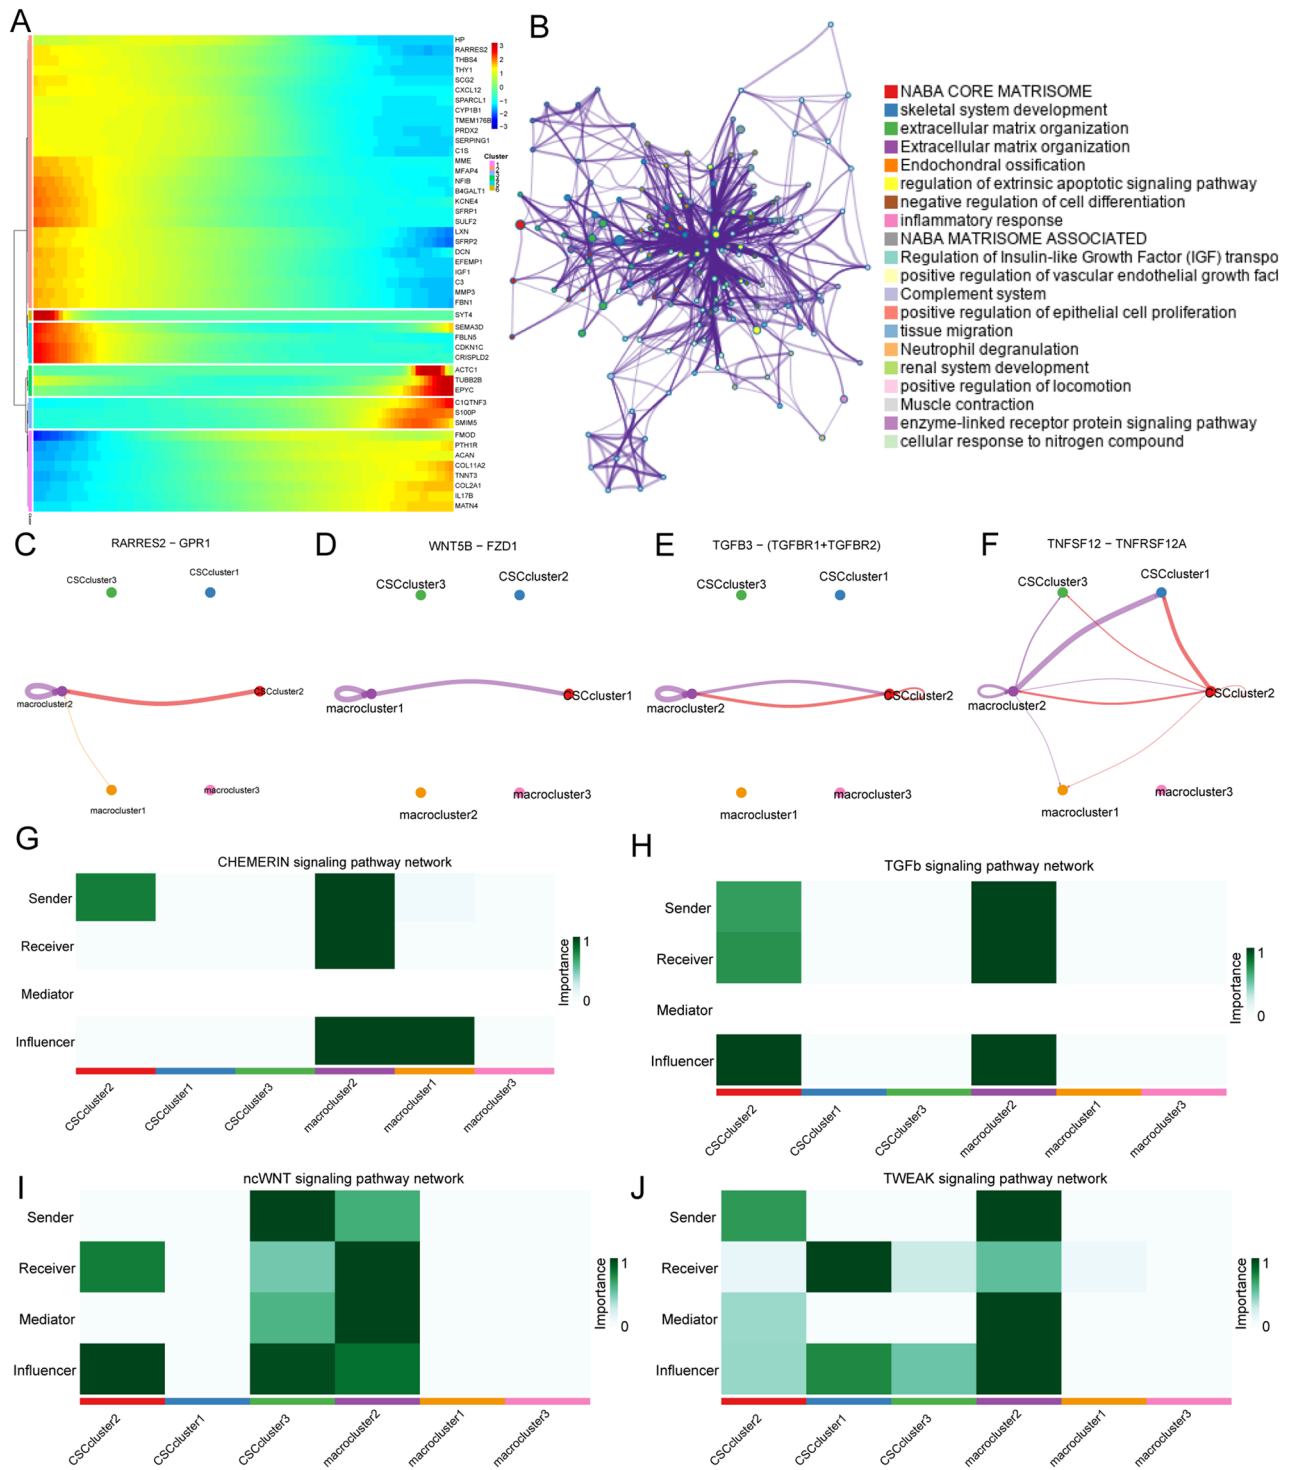 A
HP
RARRES2
THBS4
THY1
SCG2
CXCL12
SPARCL1
CYP1B1
TMEM176B
PRDX2
SERPING1
C1S
MME
MFAP4
NFIB
B4GALT1
KCNE4
SFRP1
SULF2
LXN
SFRP2
DCN
EFEMP1
IGF1
C3
MMP3
FBN1
SYT4
SEMA3D
FBLN5
CDKN1C
CRISPLD2
ACTC1
TUBB2B
EPYC
C1QTNF3
S100P
SMIM5
FMOD
PTH1R
ACAN
COL11A2
TNNT3
COL2A1
IL17B
MATN4
3
2
1
0
−1
−2
−3
Cluster
B
NABA CORE MATRISOME
skeletal system development
extracellular matrix organization
Extracellular matrix organization
Endochondral ossification
regulation of extrinsic apoptotic signaling pathway
negative regulation of cell differentiation
inflammatory response
NABA MATRISOME ASSOCIATED
Regulation of Insulin-like Growth Factor (IGF) transpo
positive regulation of vascular endothelial growth fact
Complement system
positive regulation of epithelial cell proliferation
tissue migration
Neutrophil degranulation
renal system development
positive regulation of locomotion
Muscle contraction
enzyme-linked receptor protein signaling pathway
cellular response to nitrogen compound
C
RARRES2 − GPR1
CSCcluster3
CSCcluster1
macrocluster2
CSCcluster2
macrocluster1
macrocluster3
D
WNT5B − FZD1
CSCcluster3
CSCcluster2
macrocluster1
CSCcluster1
macrocluster2
macrocluster3
E
TGFB3 − (TGFBR1+TGFBR2)
CSCcluster3
CSCcluster1
macrocluster2
CSCcluster2
macrocluster1
macrocluster3
F
TNFSF12 − TNFRSF12A
CSCcluster3
CSCcluster1
macrocluster2
CSCcluster2
macrocluster1
macrocluster3
G
CHEMERIN signaling pathway network
Sender
Receiver
Mediator
Influencer
Importance
1
0
CSCcluster2
CSCcluster1
CSCcluster3
macrocluster2
macrocluster1
macrocluster3
H
TGFb signaling pathway network
Sender
Receiver
Mediator
Influencer
Importance
1
0
CSCcluster2
CSCcluster1
CSCcluster3
macrocluster2
macrocluster1
macrocluster3
I
ncWNT signaling pathway network
Sender
Receiver
Mediator
Influencer
Importance
1
0
CSCcluster2
CSCcluster1
CSCcluster3
macrocluster2
macrocluster1
macrocluster3
J
TWEAK signaling pathway network
Sender
Receiver
Mediator
Influencer
Importance
1
0
CSCcluster2
CSCcluster1
CSCcluster3
macrocluster2
macrocluster1
macrocluster3